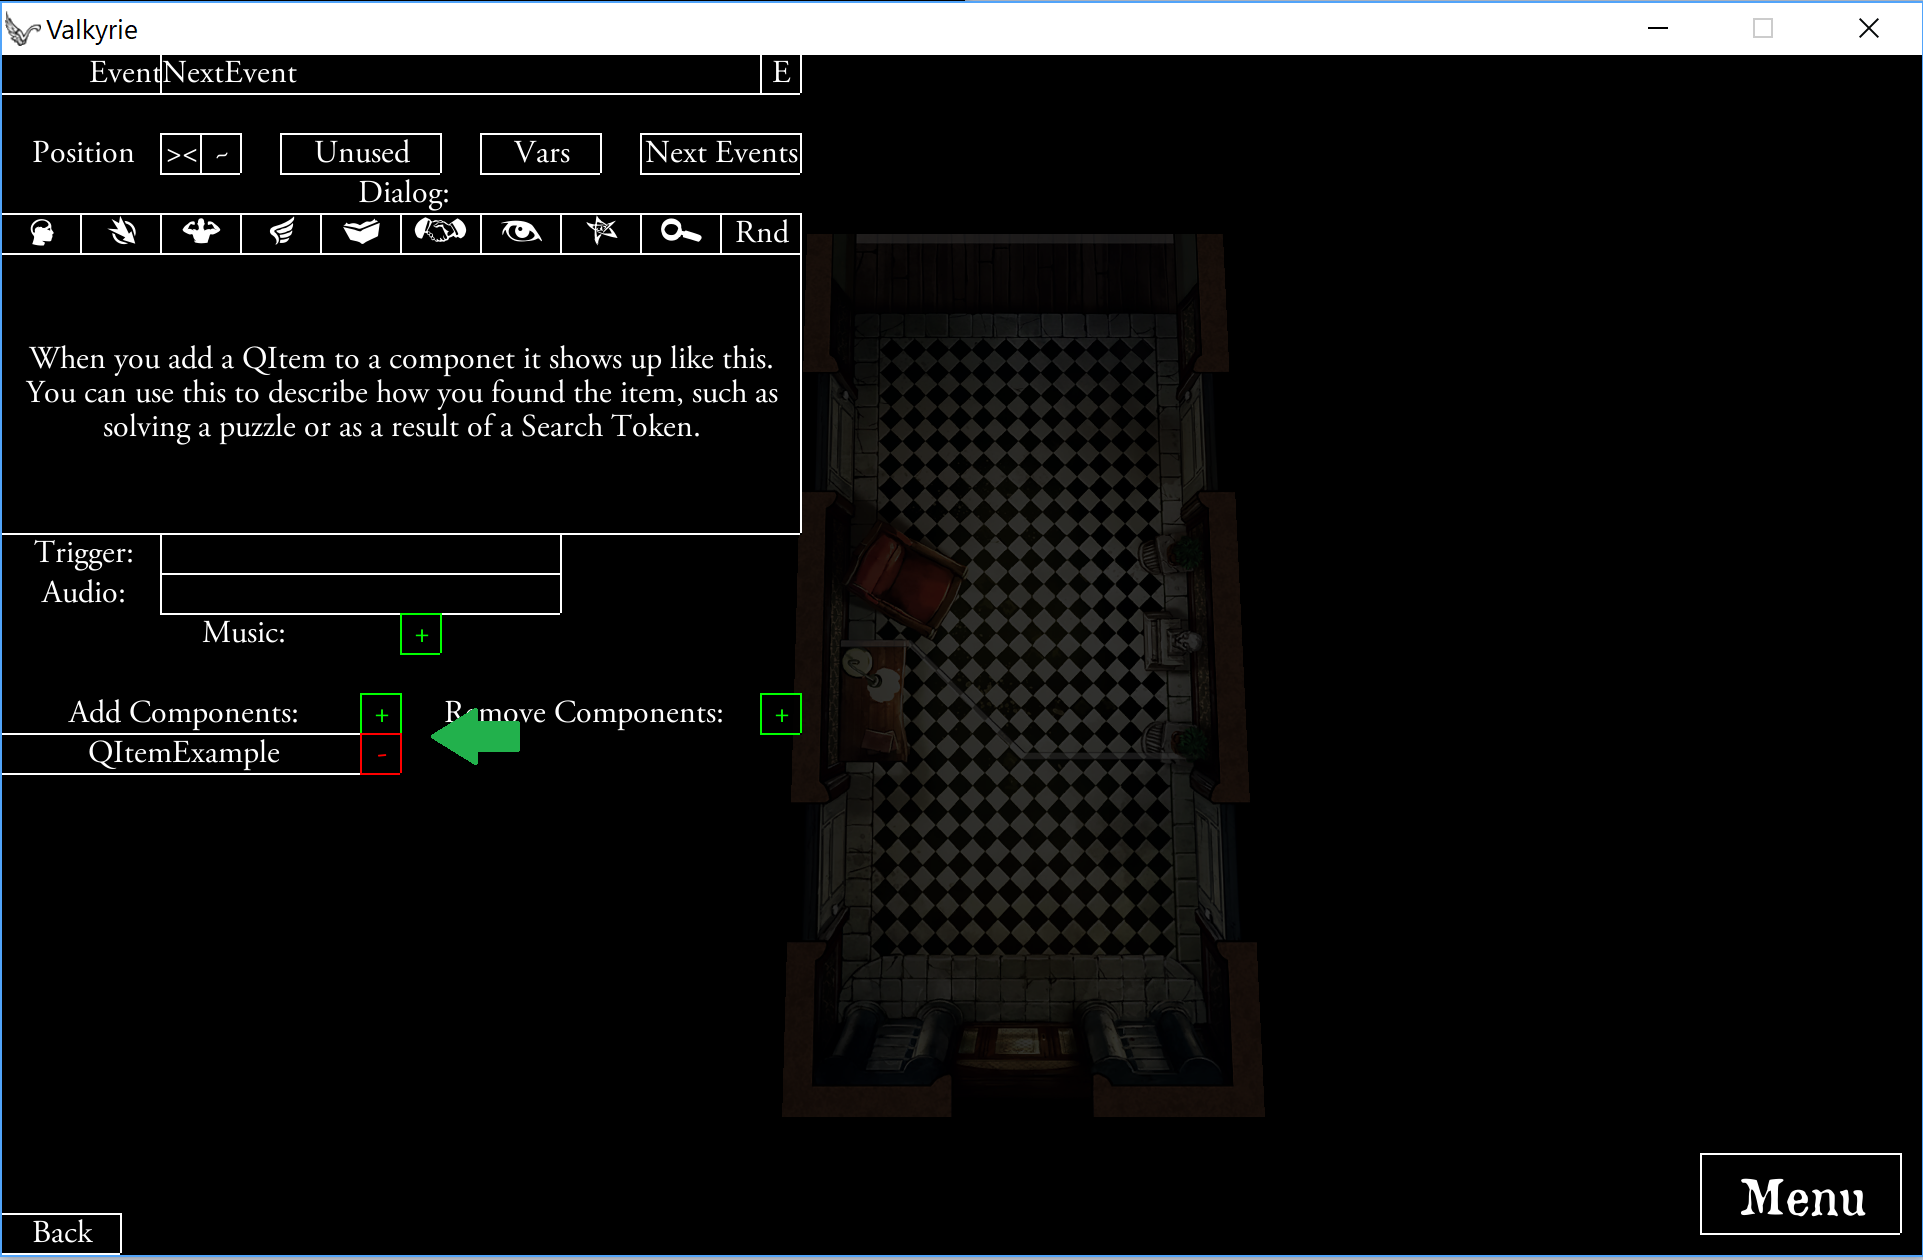 Valkyrie
Event NextEvent E
Position >< ~ Unused Vars Next Events
Dialog:
Rnd
When you add a QItem to a componet it shows up like this.
You can use this to describe how you found the item, such as
solving a puzzle or as a result of a Search Token.
Trigger:
Audio:
Music: +
Add Components: + Remove Components: +
QItemExample -
Menu
Back